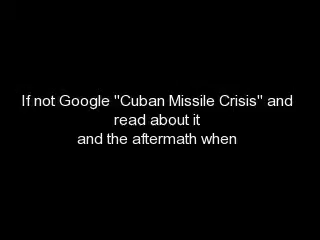 If not Google "Cuban Missile Crisis" and
read about it
and the aftermath when